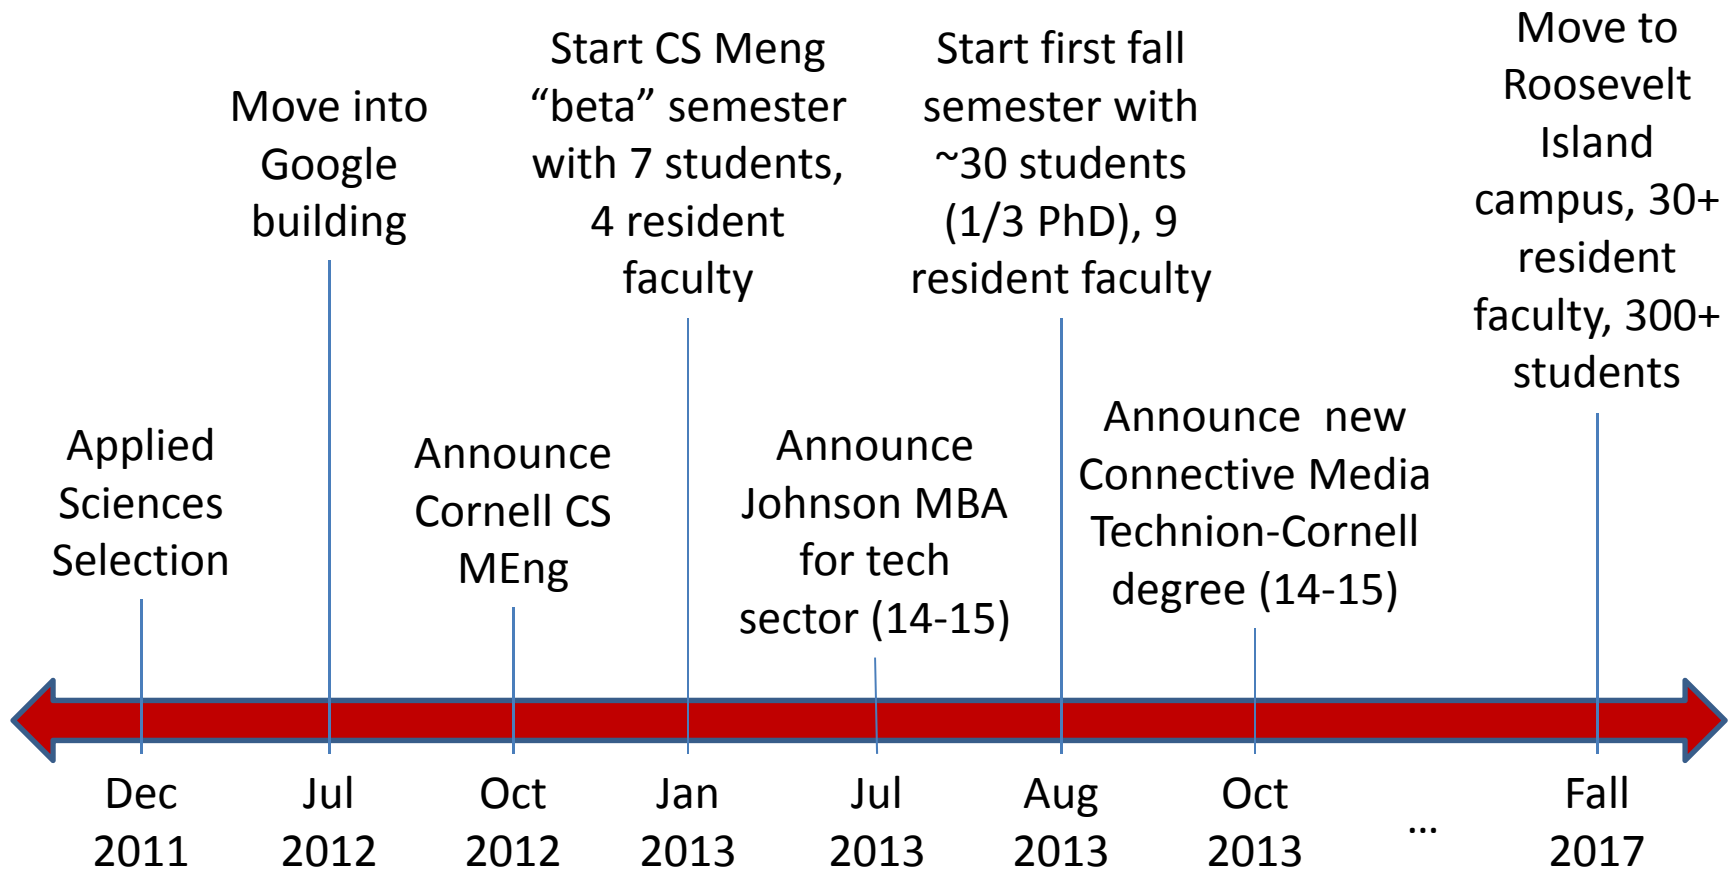 Applied
Sciences
Selection
Dec
2011
Move into
Google
building
Jul
2012
Announce
Cornell CS
MEng
Oct
2012
Start CS Meng
“beta” semester
with 7 students,
4 resident
faculty
Jan
2013
Announce
Johnson MBA
for tech
sector (14-15)
Jul
2013
Start first fall
semester with
~30 students
(1/3 PhD), 9
resident faculty
Aug
2013
Announce  new
Connective Media
Technion-Cornell
degree (14-15)
Oct
2013
...
Move to
Roosevelt
Island
campus, 30+
resident
faculty, 300+
students
Fall
2017